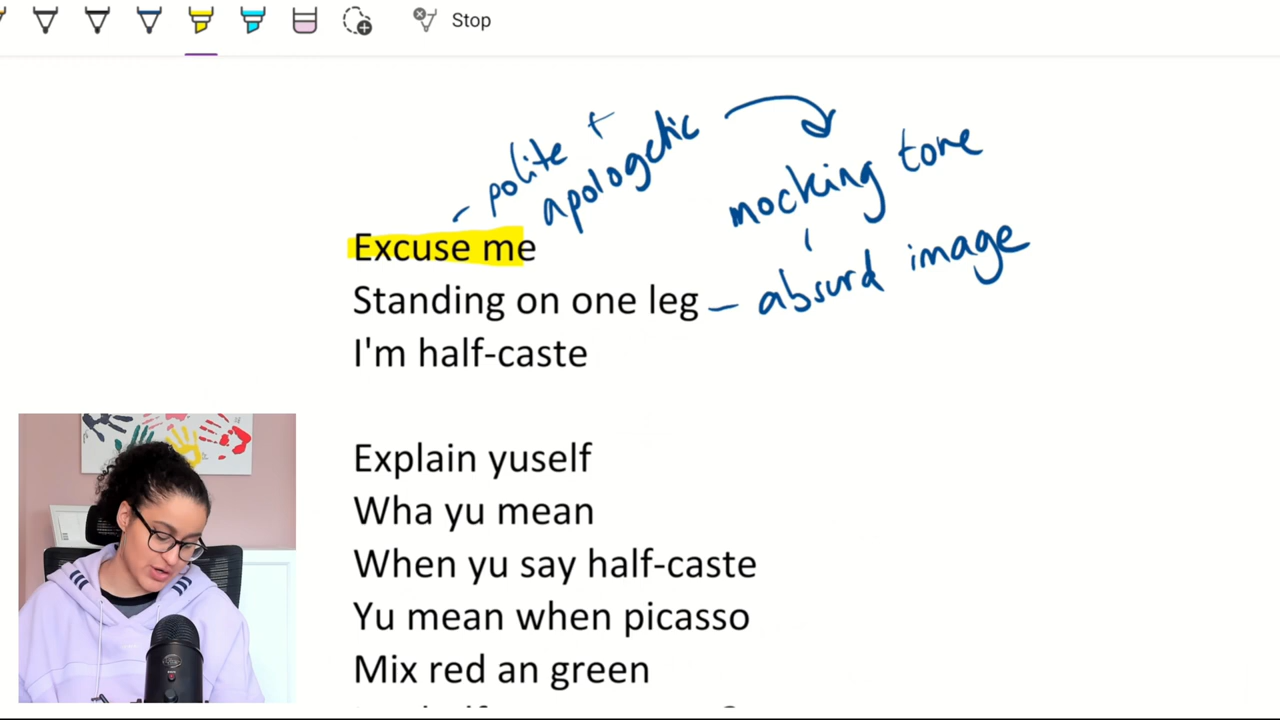 Stop
polite +
apologetic
mocking tone
absurd image
Excuse me
Standing on one leg
I'm half-caste
Explain yuself
Wha yu mean
When yu say half-caste
Yu mean when picasso
Mix red an green